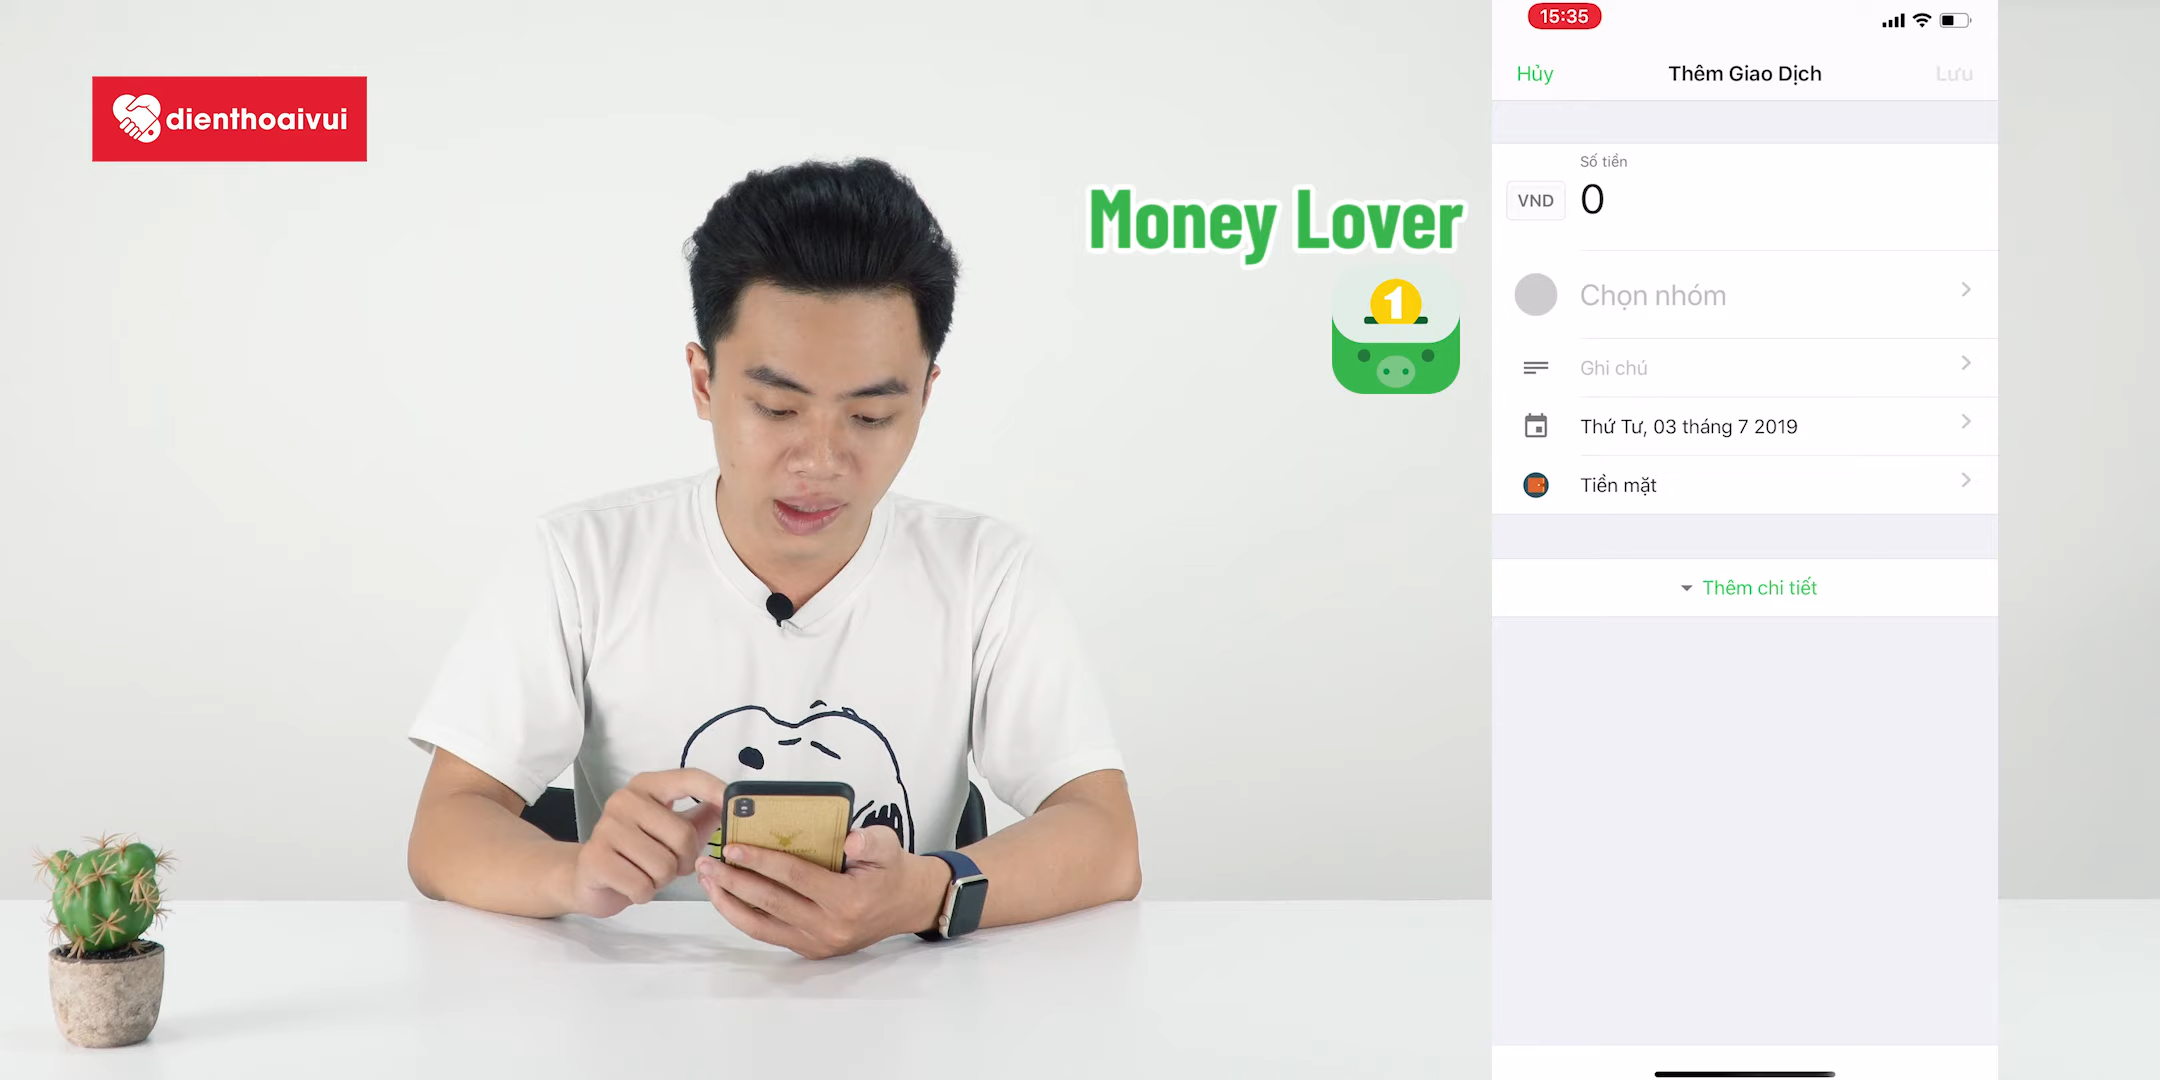 dienthoaivui
Money Lover
1
15:35
Hủy
Thêm Giao Dịch
Lưu
Số tiền
VND
0
Chọn nhóm
Ghi chú
Thứ Tư, 03 tháng 7 2019
Tiền mặt
Thêm chi tiết